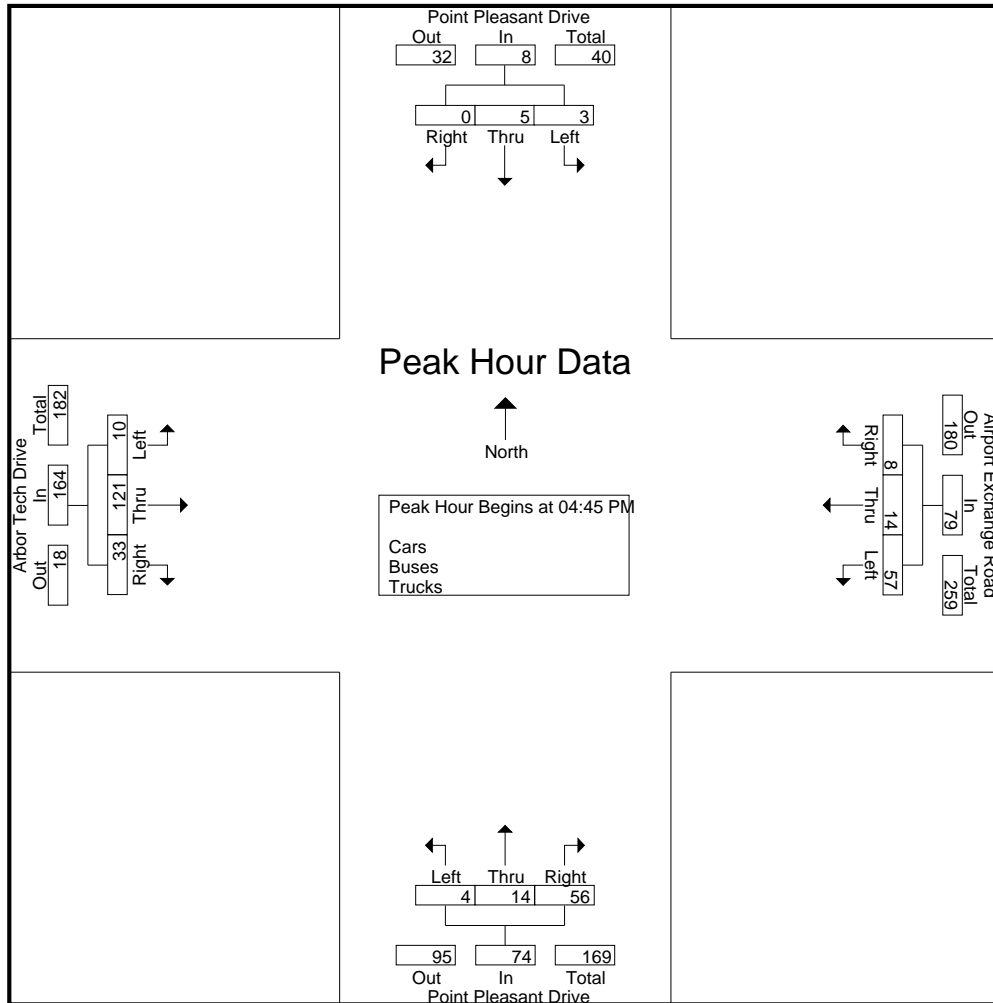 Point Pleasant Drive
Out In Total
32 8 40
0 5 3
Right Thru Left
Peak Hour Data
North
Peak Hour Begins at 04:45 PM
Cars
Buses
Trucks
Arbor Tech Drive
Out In Total
18 164 182
33 121 10
Right Thru Left
Airport Exchange Road
Out In Total
180 79 259
8 14 57
Right Thru Left
Left Thru Right
4 14 56
95 74 169
Out In Total
Point Pleasant Drive